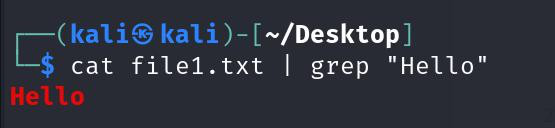 ┌──(kali㉿kali)-[~/Desktop]
└─$ cat file1.txt | grep "Hello"
Hello